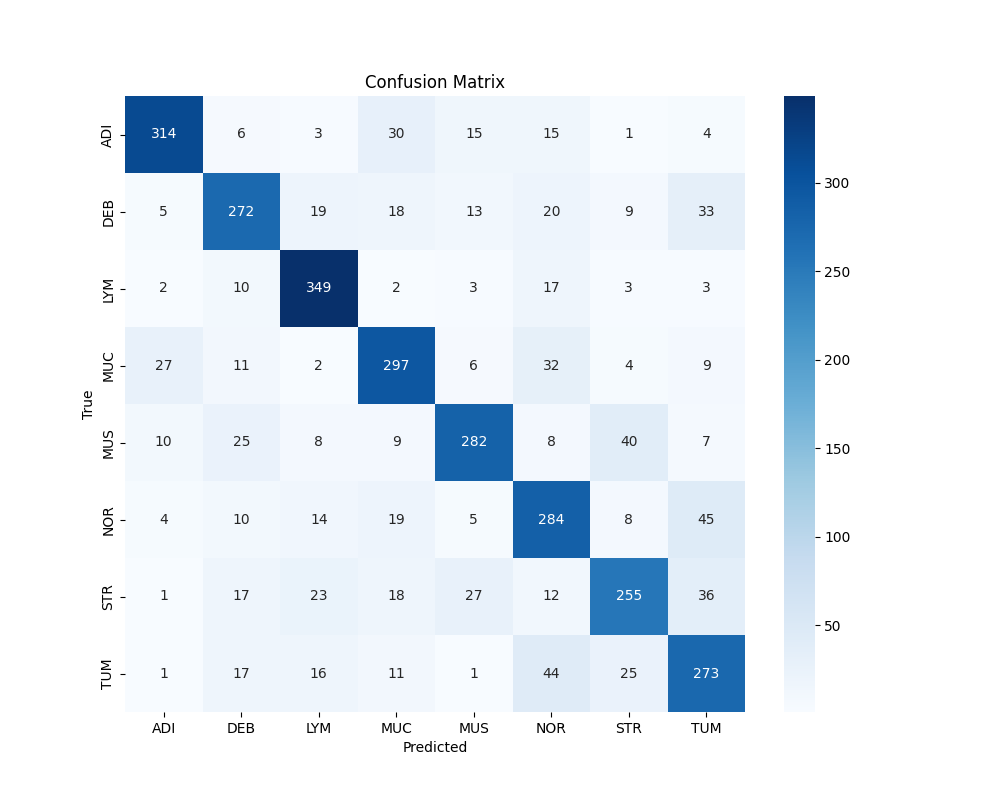 Confusion Matrix
ADI 314 6 3 30 15 15 1 4
DEB 5 272 19 18 13 20 9 33
LYM 2 10 349 2 3 17 3 3
MUC 27 11 2 297 6 32 4 9
MUS 10 25 8 9 282 8 40 7
NOR 4 10 14 19 5 284 8 45
STR 1 17 23 18 27 12 255 36
TUM 1 17 16 11 1 44 25 273
ADI DEB LYM MUC MUS NOR STR TUM
Predicted
True
300
250
200
150
100
50